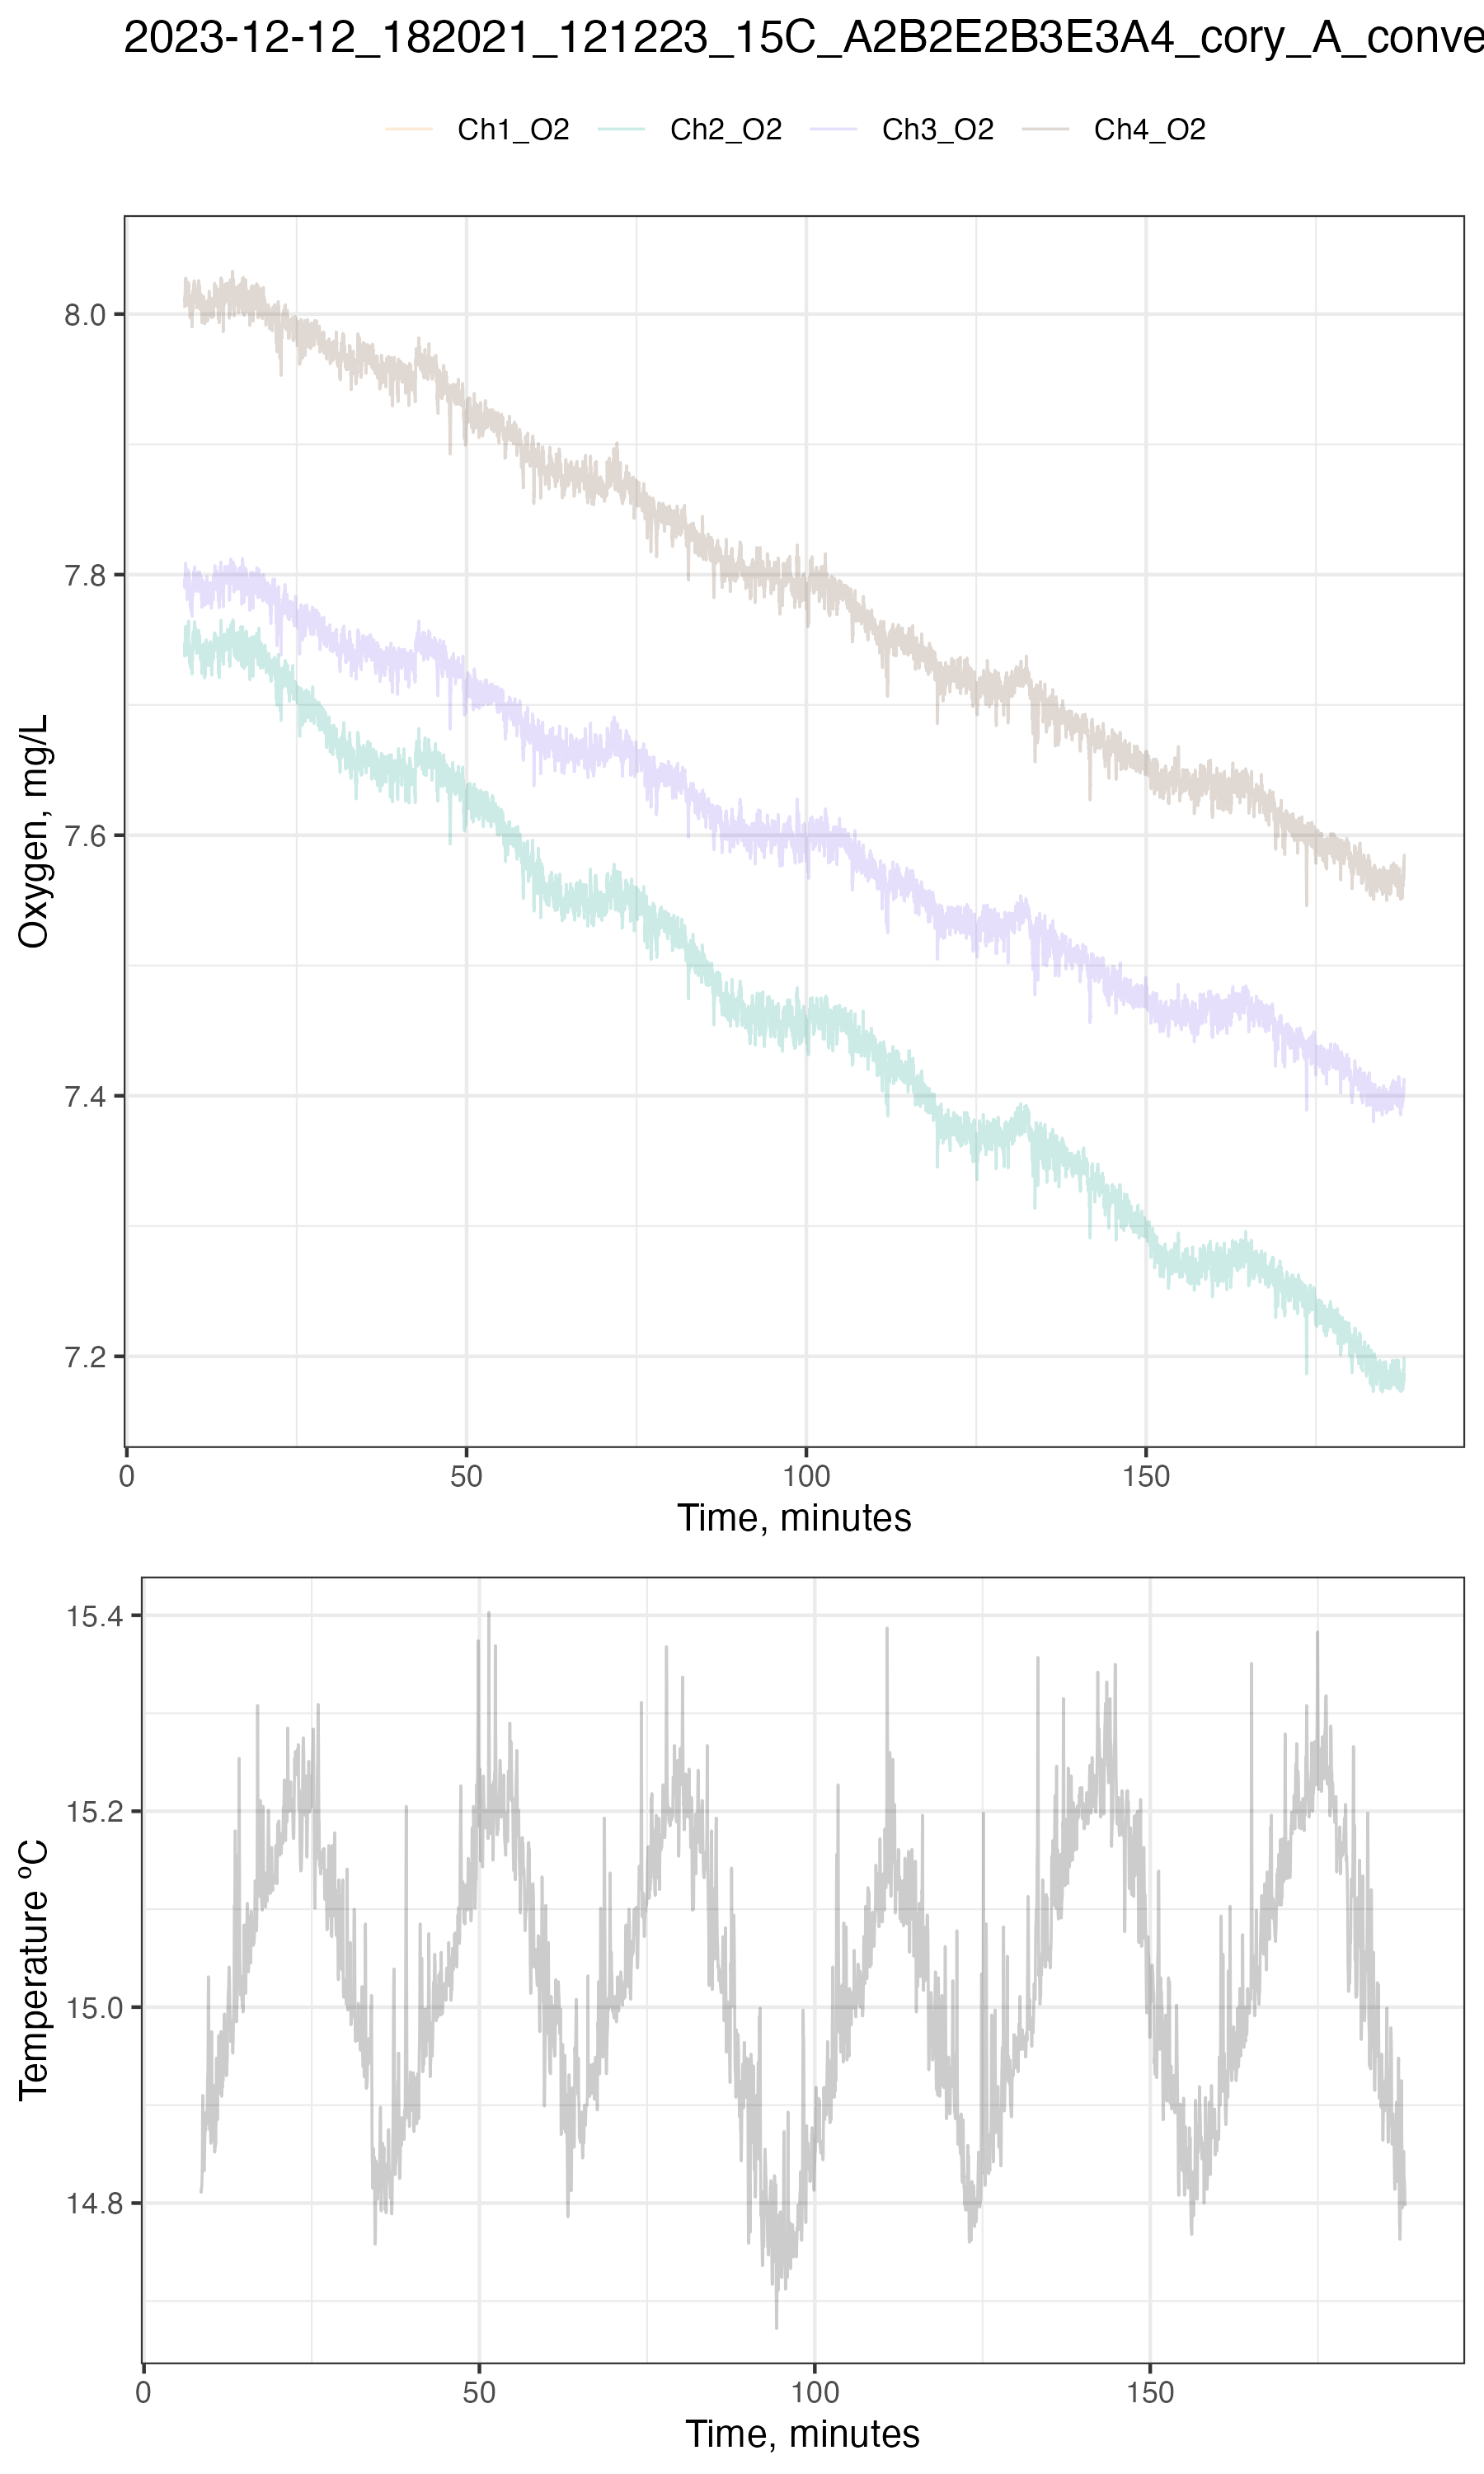 2023-12-12_182021_121223_15C_A2B2E2B3E3A4_cory_A_conve
Ch1_O2 Ch2_O2 Ch3_O2 Ch4_O2
8.0
7.8
7.6
7.4
7.2
Oxygen, mg/L
0 50 100 150
Time, minutes
15.4
15.2
15.0
14.8
Temperature ºC
0 50 100 150
Time, minutes